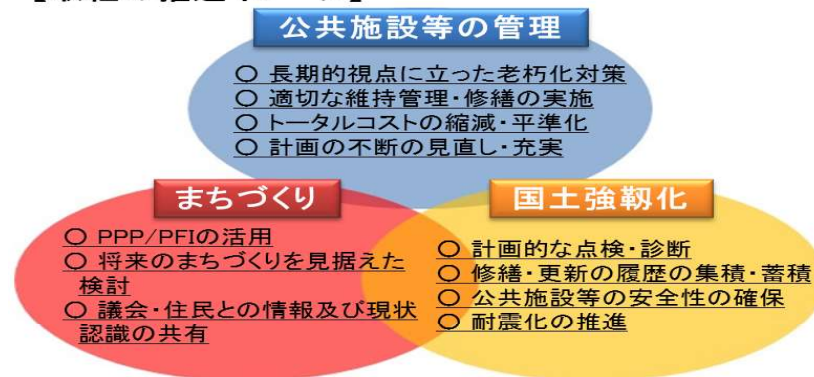 公共施設等の管理
○ 長期的視点に立った老朽化対策
○ 適切な維持管理・修繕の実施
○ トータルコストの縮減・平準化
○ 計画の不断の見直し・充実
まちづくり
○ PPP/PFIの活用
○ 将来のまちづくりを見据えた
検討
○ 議会・住民との情報及び現状
認識の共有
国土強靱化
○ 計画的な点検・診断
○ 修繕・更新の履歴の集積・蓄積
○ 公共施設等の安全性の確保
○ 耐震化の推進